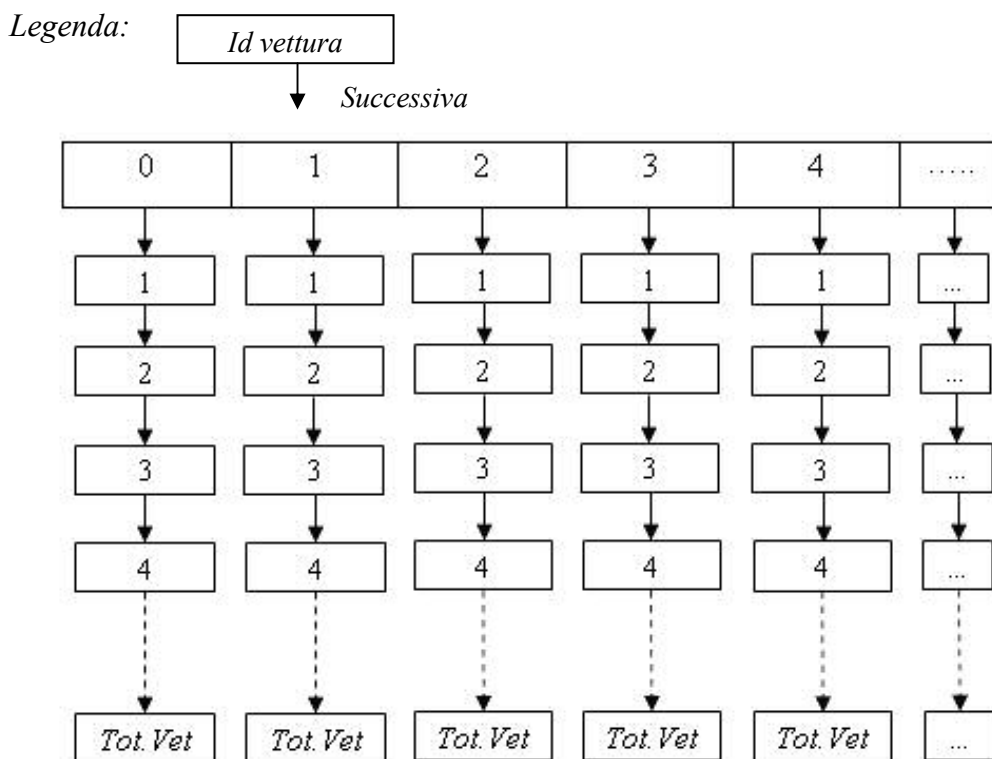 Legenda:
Id vettura
Successiva
0 1 2 3 4 .....
1 1 1 1 1 ...
2 2 2 2 2 ...
3 3 3 3 3 ...
4 4 4 4 4 ...
Tot.Vet Tot.Vet Tot.Vet Tot.Vet Tot.Vet ...